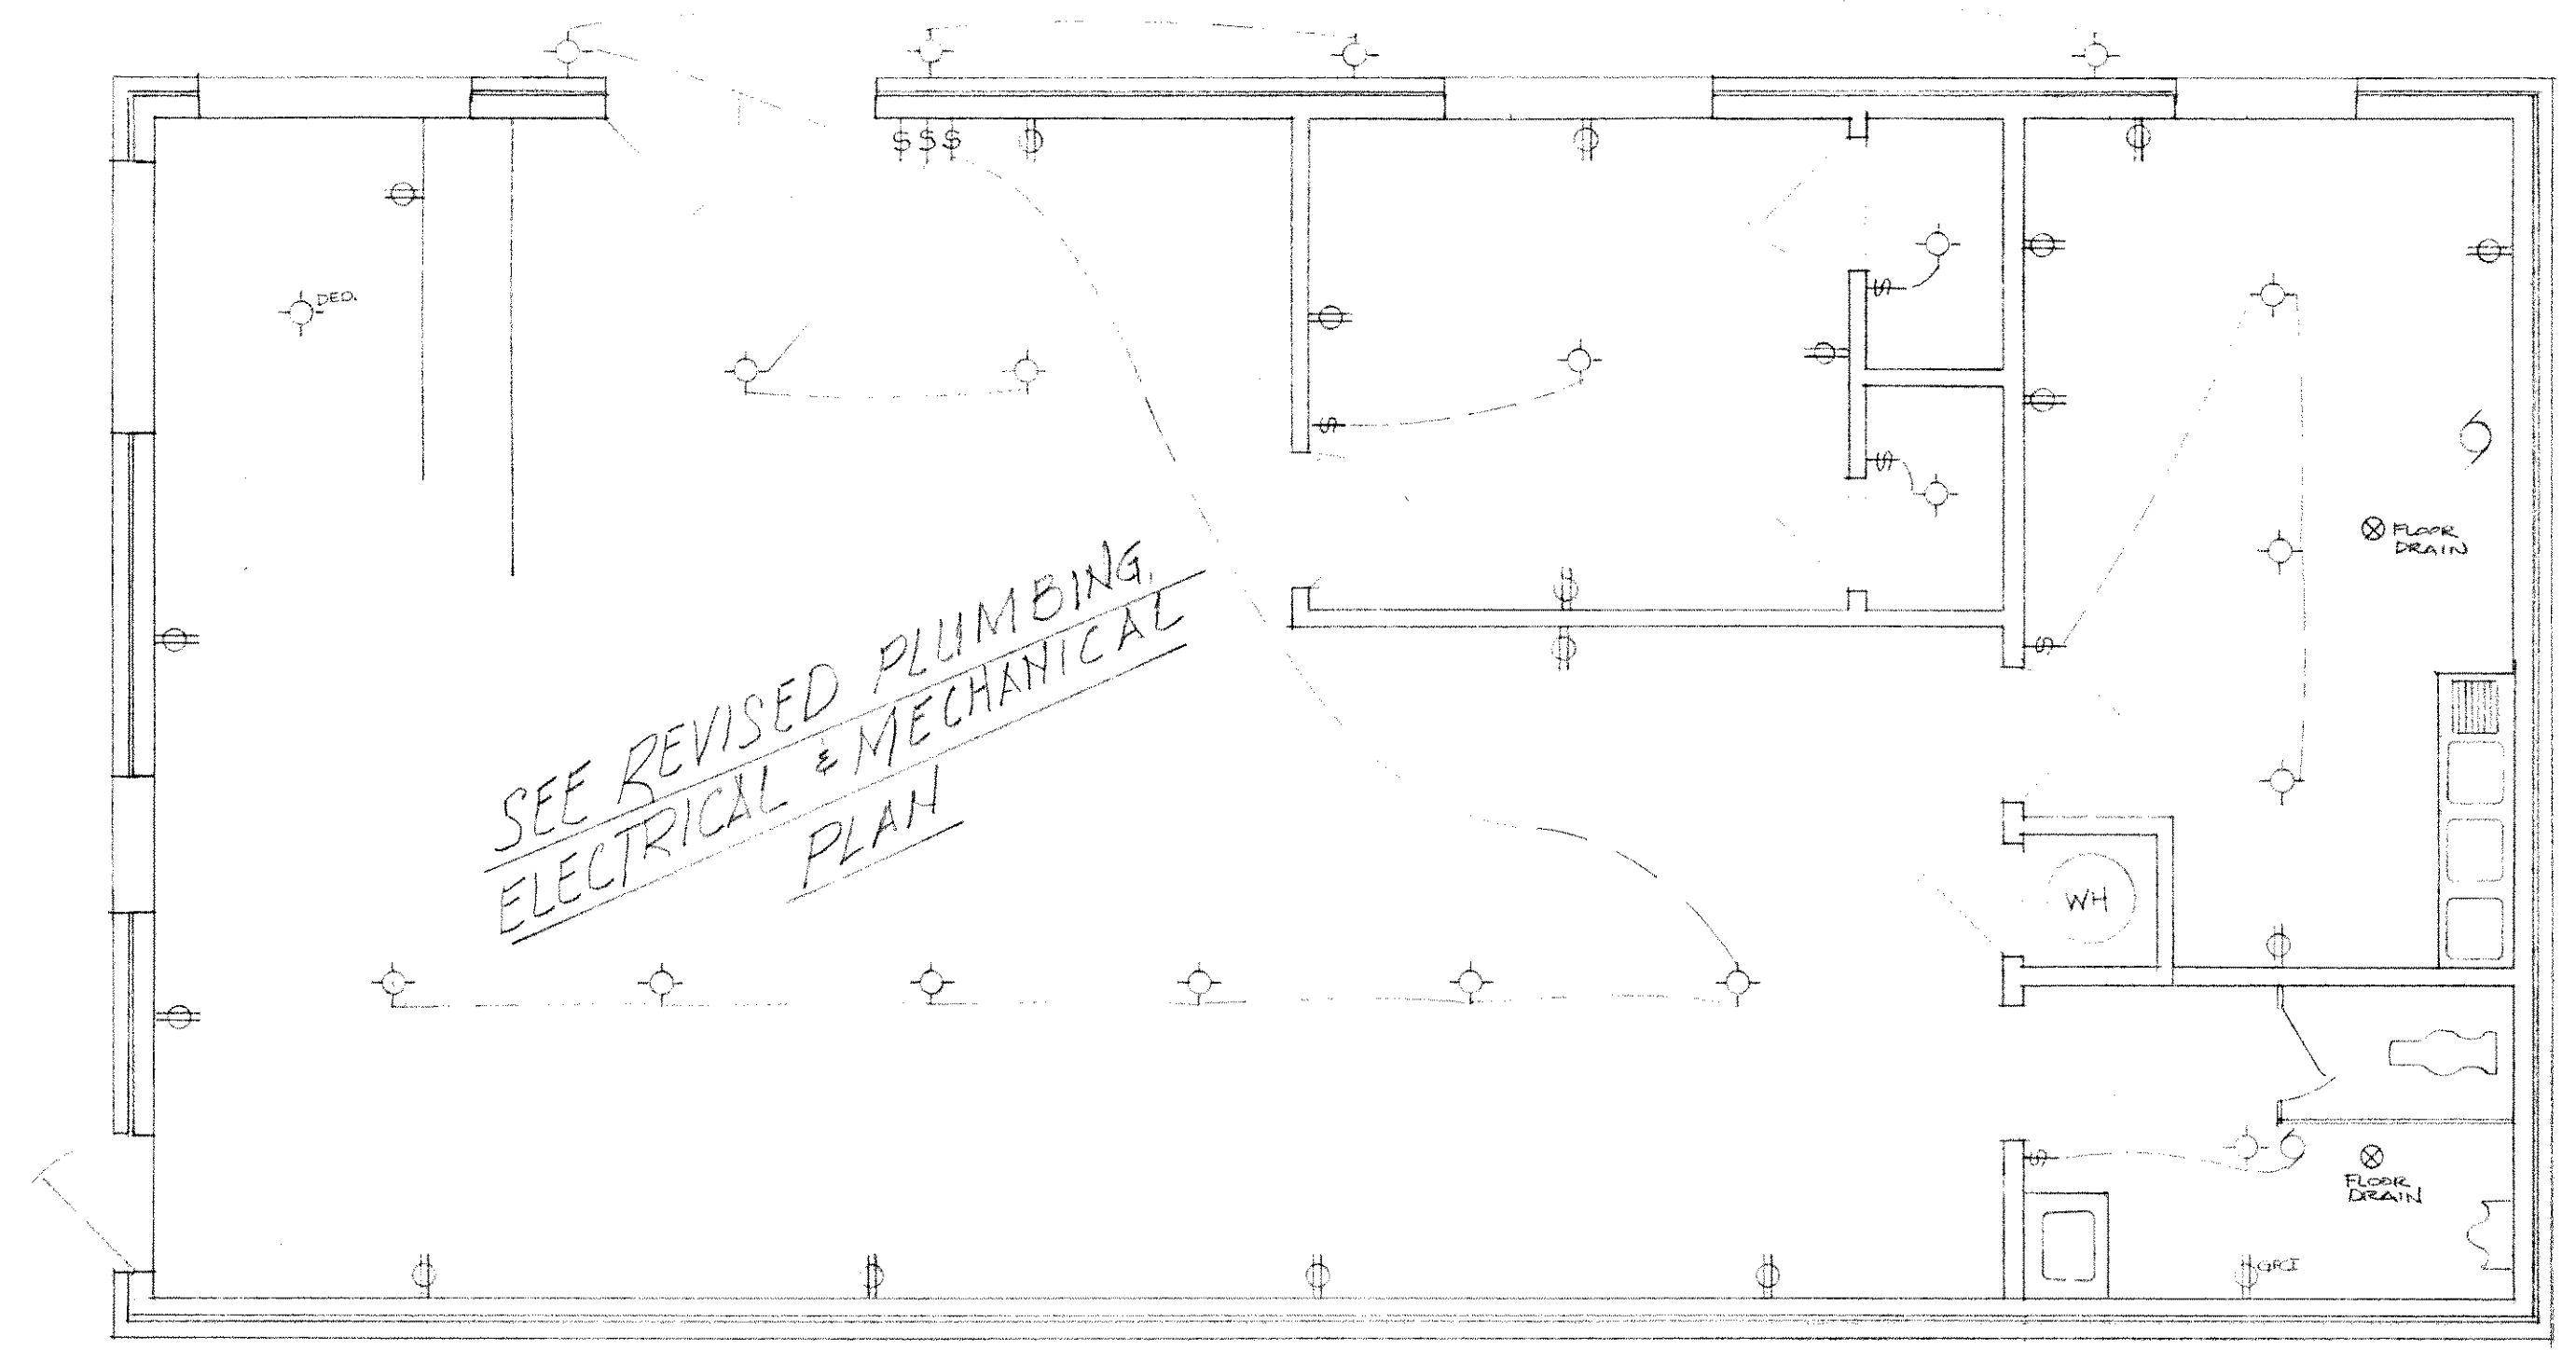 $ $ $
DED.
$
$
$
FLOOR
DRAIN
$
SEE REVISED PLUMBING,
ELECTRICAL & MECHANICAL
PLAN
WH
$
FLOOR
DRAIN
GFCI